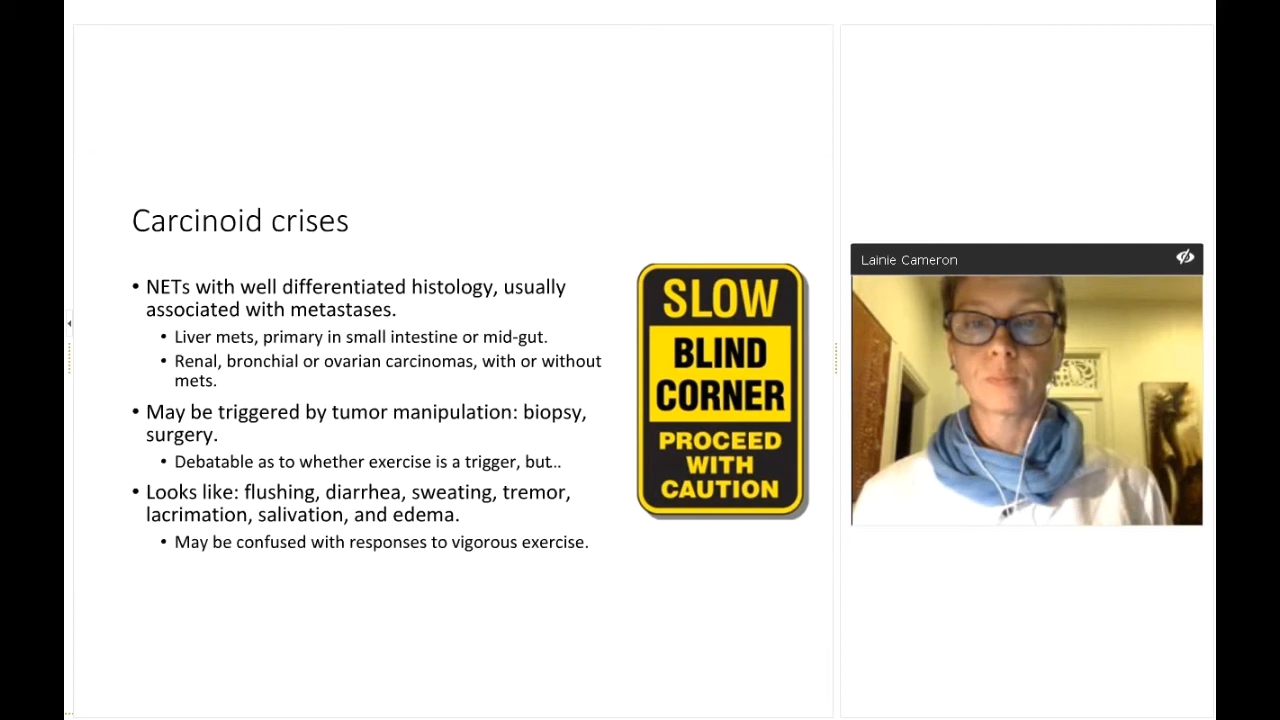 Carcinoid crises
• NETs with well differentiated histology, usually
associated with metastases.
• Liver mets, primary in small intestine or mid-gut.
• Renal, bronchial or ovarian carcinomas, with or without
mets.
• May be triggered by tumor manipulation: biopsy,
surgery.
• Debatable as to whether exercise is a trigger, but…
• Looks like: flushing, diarrhea, sweating, tremor,
lacrimation, salivation, and edema.
• May be confused with responses to vigorous exercise.
SLOW
BLIND
CORNER
PROCEED
WITH
CAUTION
Lainie Cameron